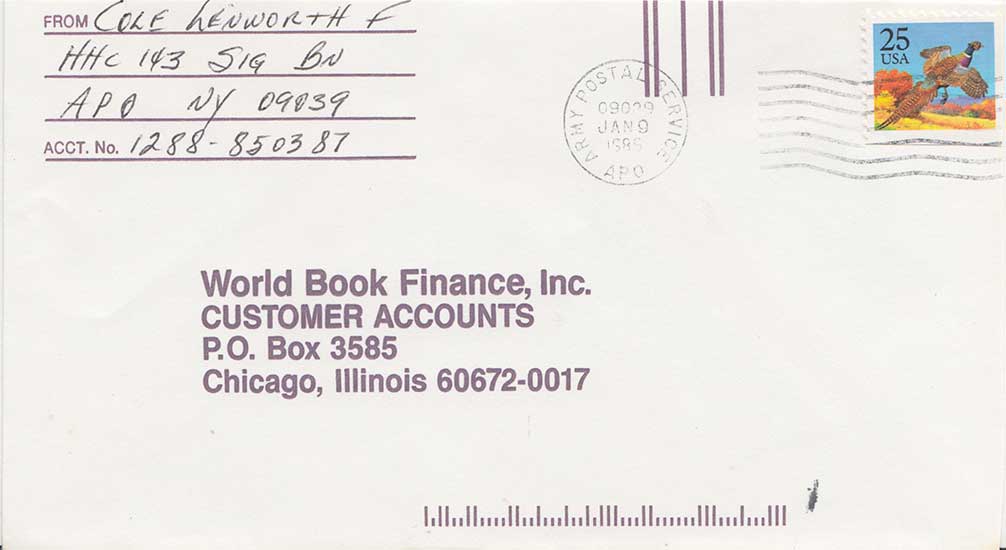 FROM COLE LENWORTH F
HHC 143 SIG BN
APO NY 09039
ACCT. No. 1288-850387
ARMY POSTAL SERVICE
JAN 9
APO
25
USA
World Book Finance, Inc.
CUSTOMER ACCOUNTS
P.O. Box 3585
Chicago, Illinois 60672-0017